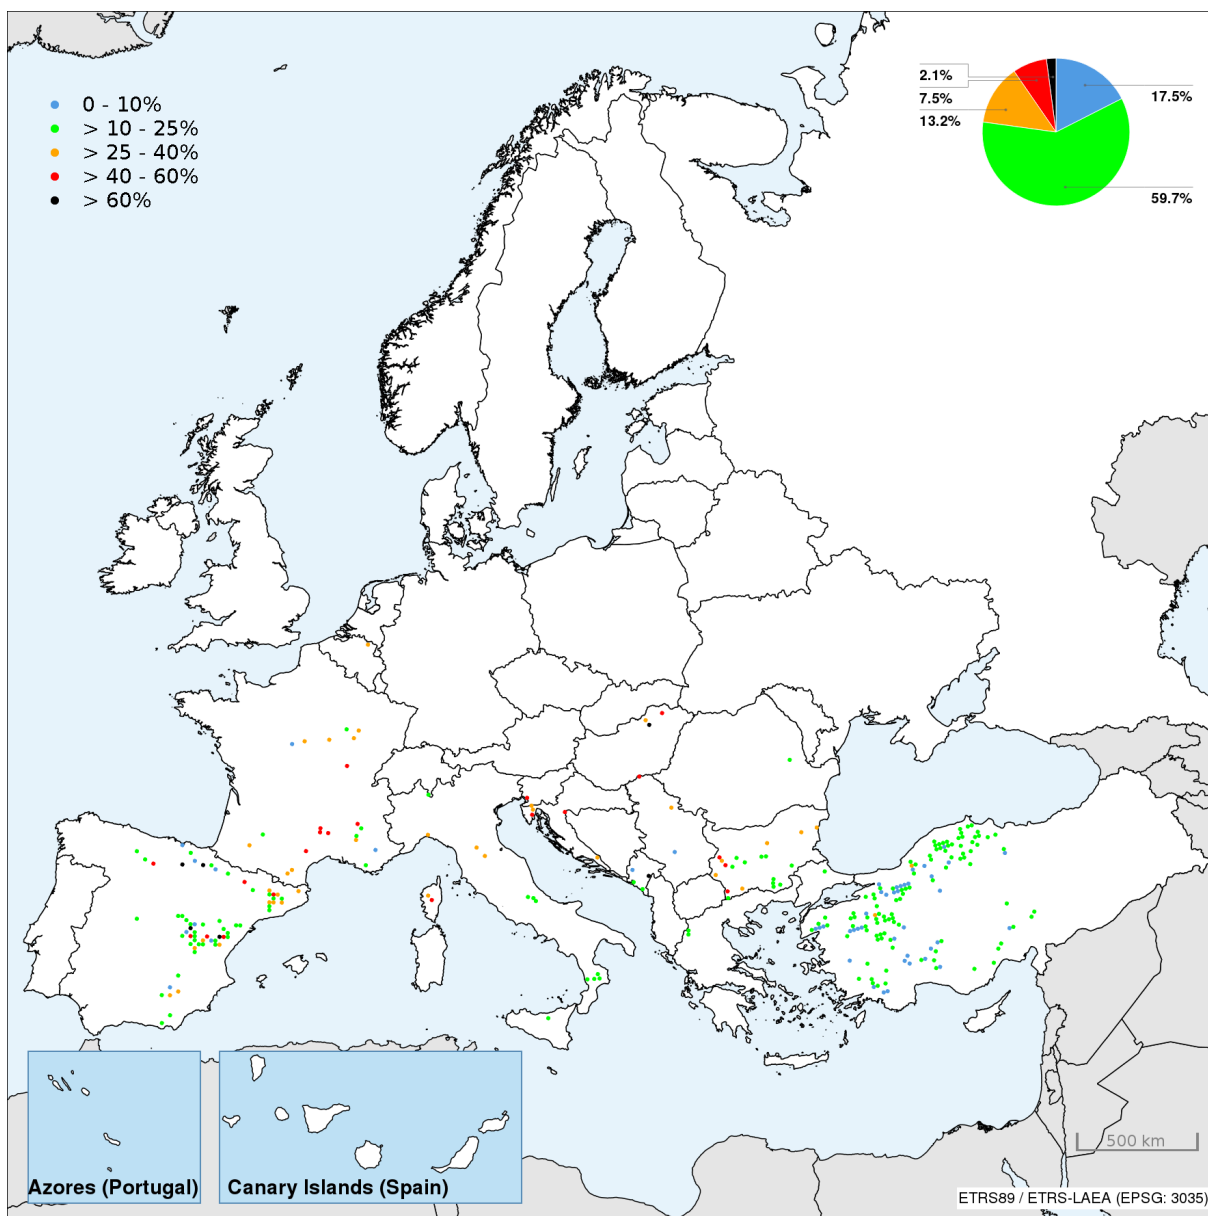 0 - 10%
> 10 - 25%
> 25 - 40%
> 40 - 60%
> 60%
2.1%
7.5%
13.2%
17.5%
59.7%
500 km
Azores (Portugal)
Canary Islands (Spain)
ETRS89 / ETRS-LAEA (EPSG: 3035)